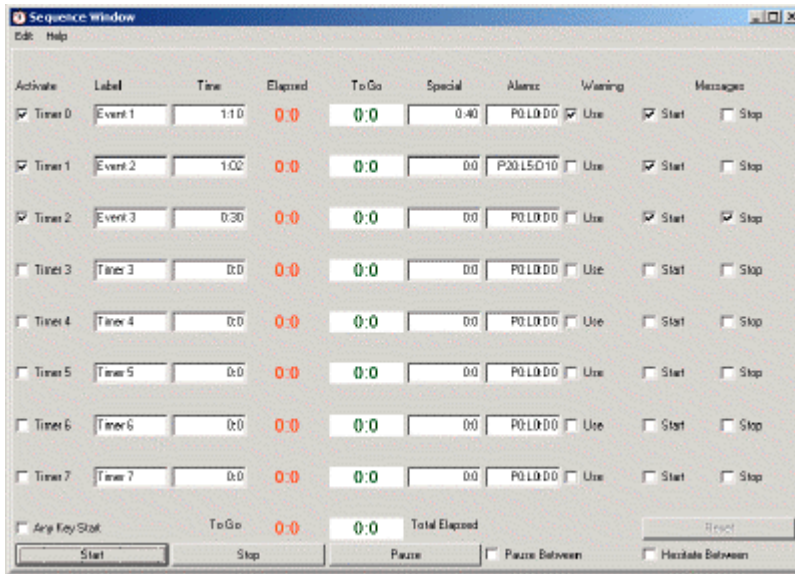 Sequence Window
Edit Help
Activate Label Time Elapsed To Go Special Alarms Warning Messages
Timer 0 Event 1 1:10 0:0 0:0 0:40 P0:L0:D0 Use Start Stop
Timer 1 Event 2 1:02 0:0 0:0 0:0 P20:L5:D10 Use Start Stop
Timer 2 Event 3 0:30 0:0 0:0 0:0 P0:L0:D0 Use Start Stop
Timer 3 Timer 3 0:0 0:0 0:0 0:0 P0:L0:D0 Use Start Stop
Timer 4 Timer 4 0:0 0:0 0:0 0:0 P0:L0:D0 Use Start Stop
Timer 5 Timer 5 0:0 0:0 0:0 0:0 P0:L0:D0 Use Start Stop
Timer 6 Timer 6 0:0 0:0 0:0 0:0 P0:L0:D0 Use Start Stop
Timer 7 Timer 7 0:0 0:0 0:0 0:0 P0:L0:D0 Use Start Stop
Any Key Start To Go 0:0 0:0 Total Elapsed Reset
Start Stop Pause Pause Between Hesitate Between